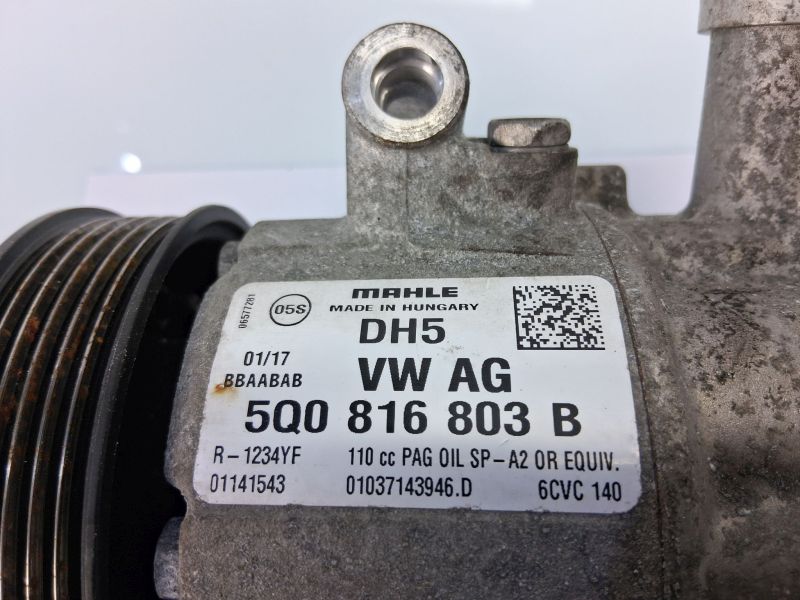 MAHLE
MADE IN HUNGARY
06577281
05S
DH5
01/17
BBAABAB
VW AG
5Q0 816 803 B
R-1234YF 110 cc PAG OIL SP-A2 OR EQUIV.
01141543 01037143946.D 6CVC 140